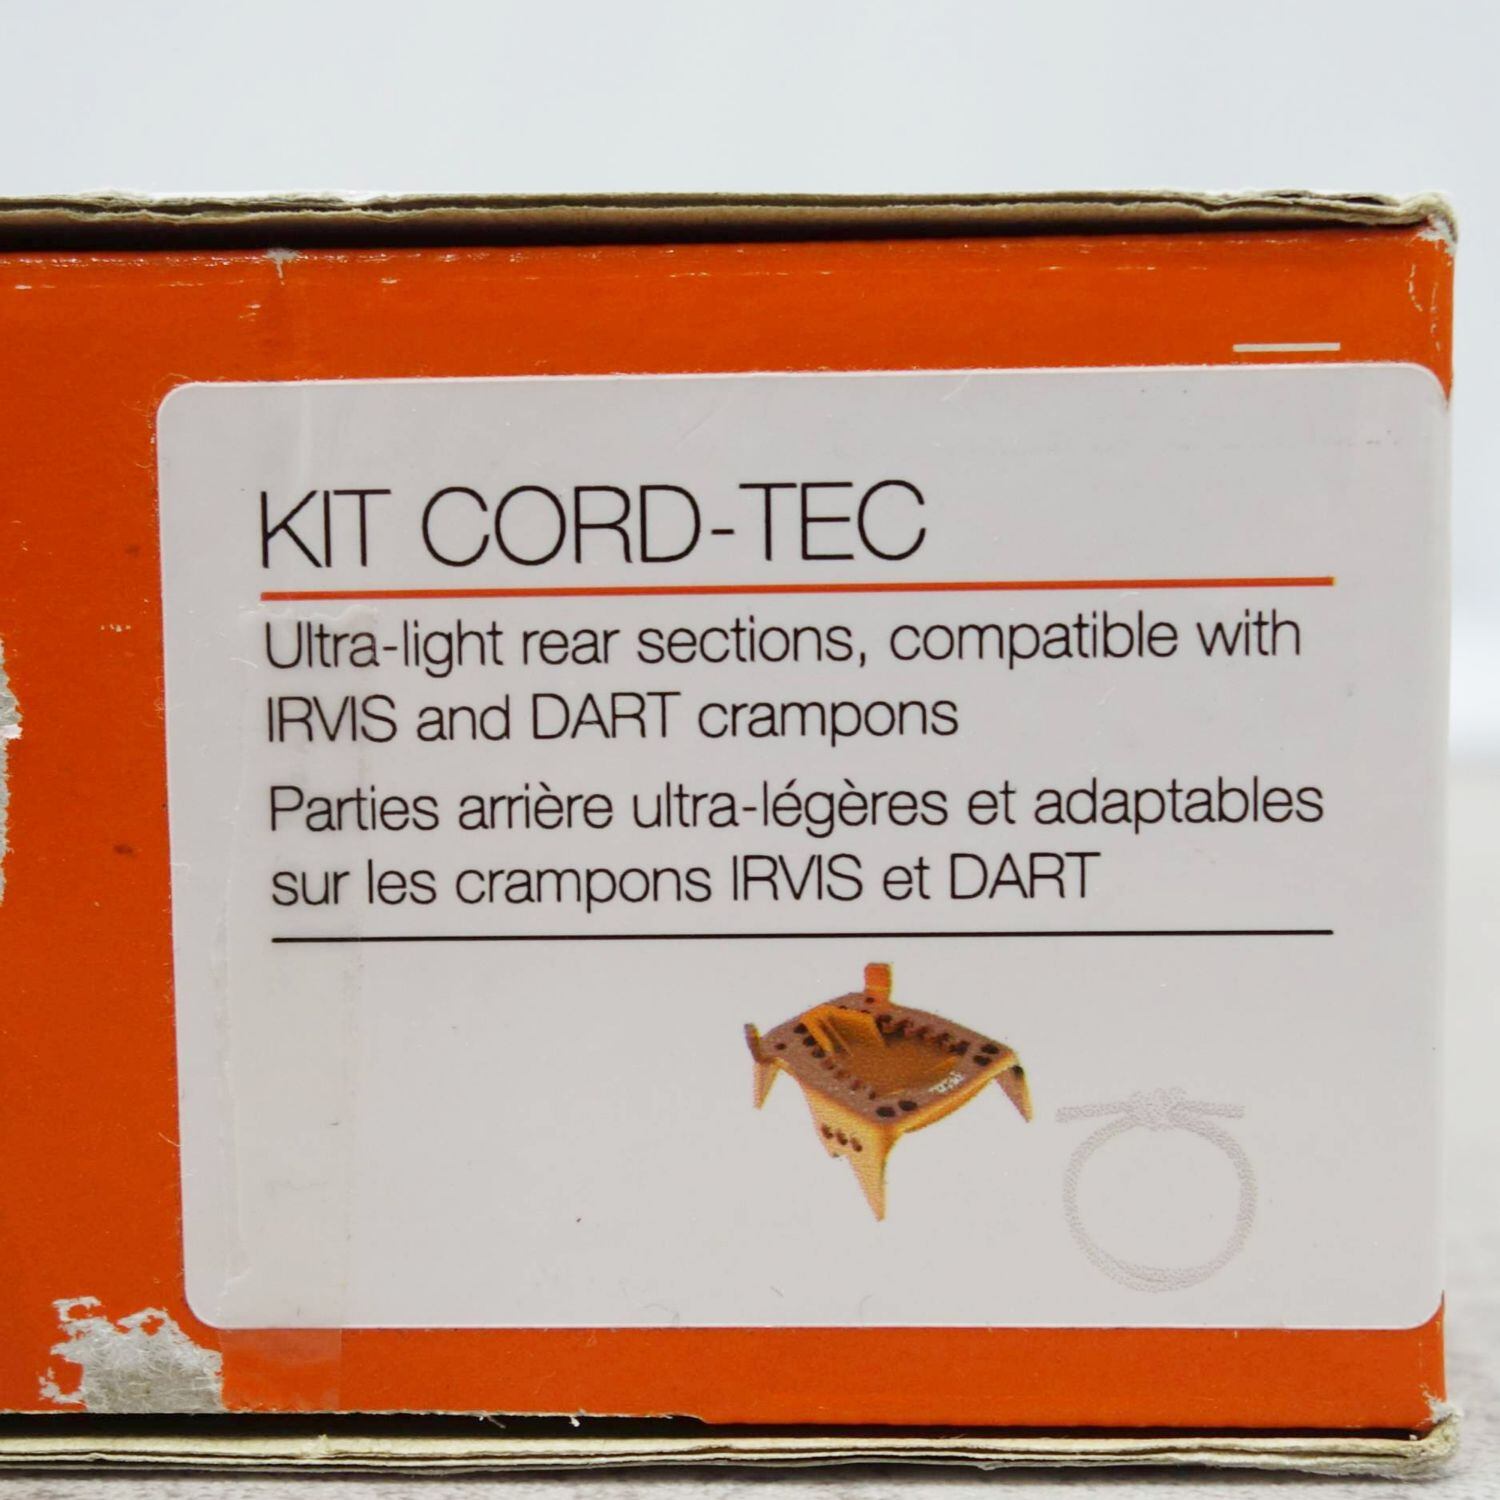 KIT CORD-TEC
Ultra-light rear sections, compatible with
IRVIS and DART crampons
Parties arrière ultra-légères et adaptables
sur les crampons IRVIS et DART